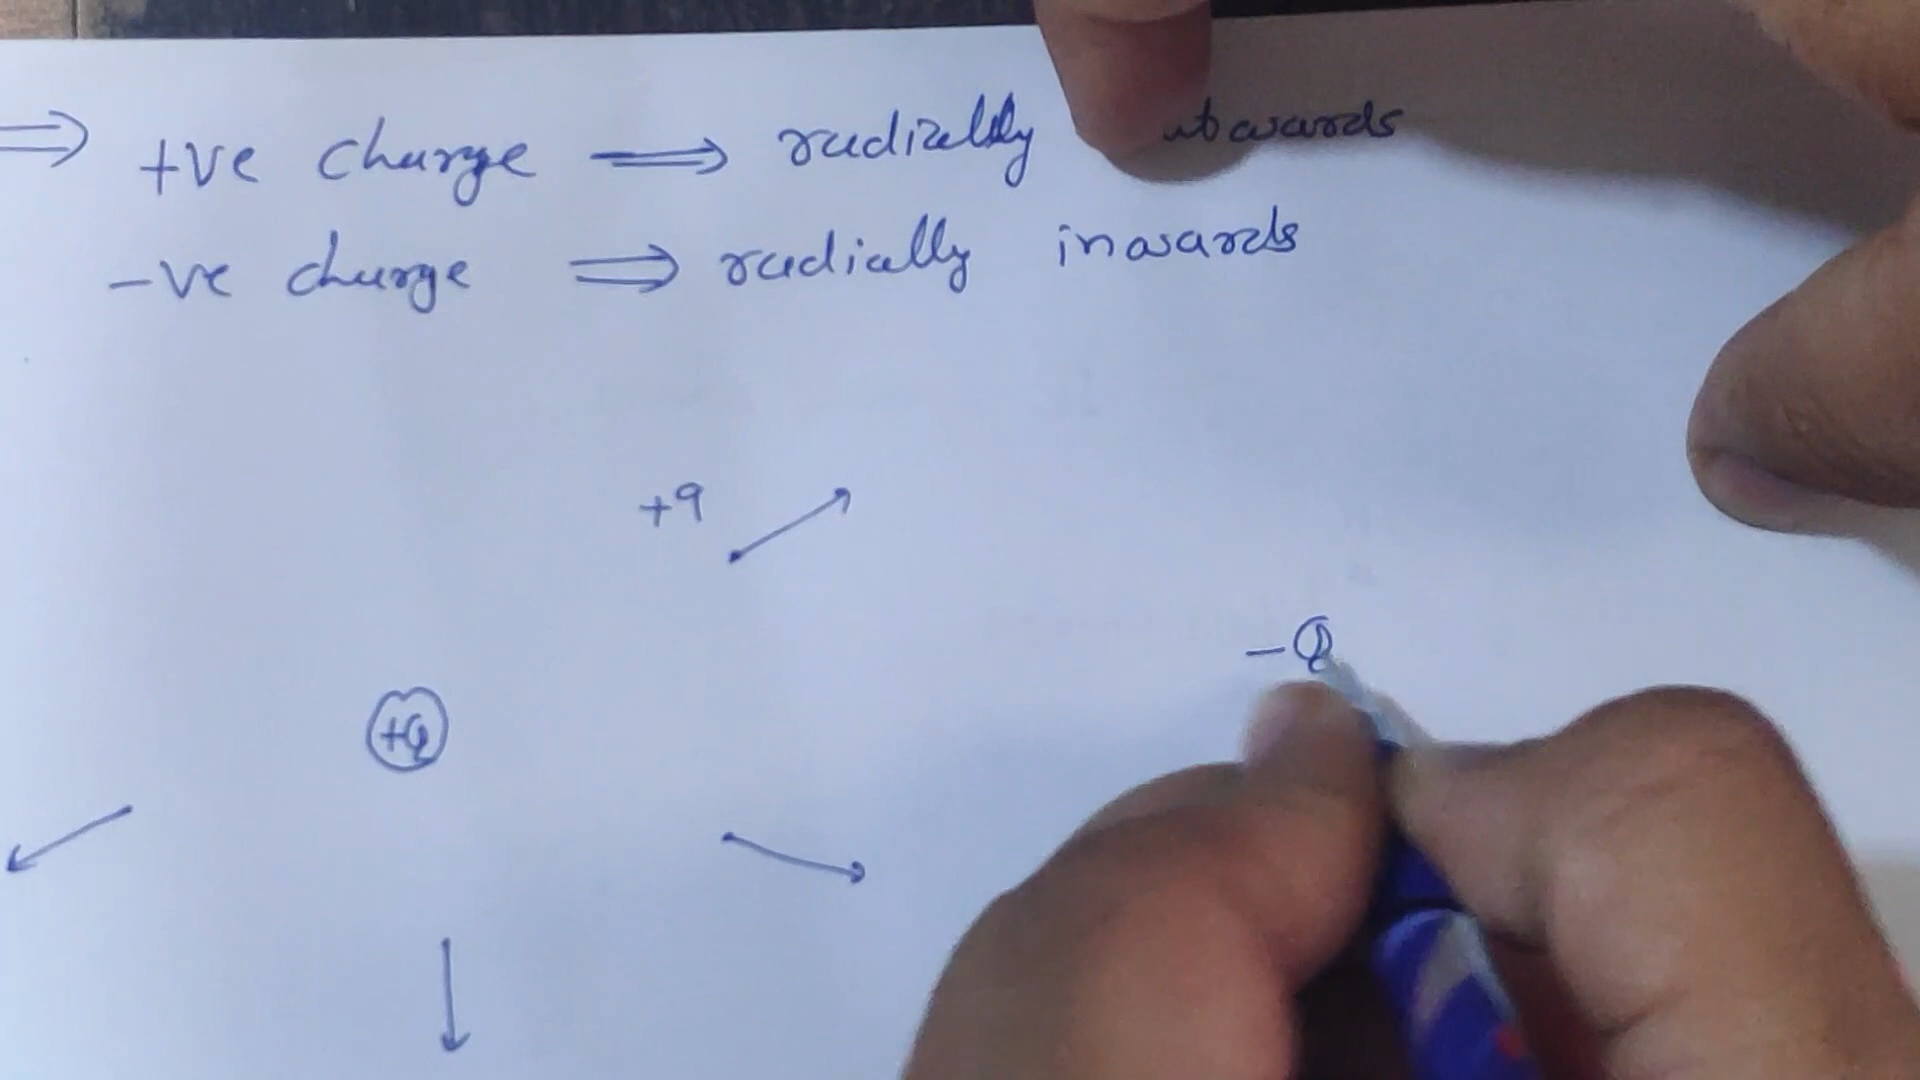 ⇒ +ve charge ⇒ radially
-ve charge ⇒ radially inwards
+q
-Q
+Q